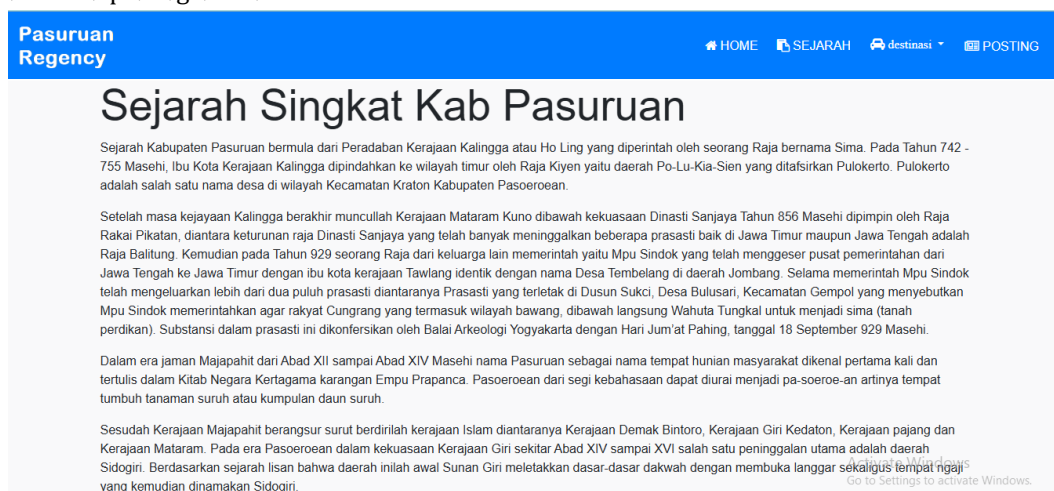 Pasuruan
Regency
HOME SEJARAH destinasi POSTING
Sejarah Singkat Kab Pasuruan
Sejarah Kabupaten Pasuruan bermula dari Peradaban Kerajaan Kalingga atau Ho Ling yang diperintah oleh seorang Raja bernama Sima. Pada Tahun 742 -
755 Masehi, Ibu Kota Kerajaan Kalingga dipindahkan ke wilayah timur oleh Raja Kiyen yaitu daerah Po-Lu-Kia-Sien yang ditafsirkan Pulokerto. Pulokerto
adalah salah satu nama desa di wilayah Kecamatan Kraton Kabupaten Pasoeroean.
Setelah masa kejayaan Kalingga berakhir muncullah Kerajaan Mataram Kuno dibawah kekuasaan Dinasti Sanjaya Tahun 856 Masehi dipimpin oleh Raja
Rakai Pikatan, diantara keturunan raja Dinasti Sanjaya yang telah banyak meninggalkan beberapa prasasti baik di Jawa Timur maupun Jawa Tengah adalah
Raja Balitung. Kemudian pada Tahun 929 seorang Raja dari keluarga lain memerintah yaitu Mpu Sindok yang telah menggeser pusat pemerintahan dari
Jawa Tengah ke Jawa Timur dengan ibu kota kerajaan Tawlang identik dengan nama Desa Tembelang di daerah Jombang. Selama memerintah Mpu Sindok
telah mengeluarkan lebih dari dua puluh prasasti diantaranya Prasasti yang terletak di Dusun Sukci, Desa Bulusari, Kecamatan Gempol yang menyebutkan
Mpu Sindok memerintahkan agar rakyat Cungrang yang termasuk wilayah bawang, dibawah langsung Wahuta Tungkal untuk menjadi sima (tanah
perdikan). Substansi dalam prasasti ini dikonfersikan oleh Balai Arkeologi Yogyakarta dengan Hari Jum'at Pahing, tanggal 18 September 929 Masehi.
Dalam era jaman Majapahit dari Abad XII sampai Abad XIV Masehi nama Pasuruan sebagai nama tempat hunian masyarakat dikenal pertama kali dan
tertulis dalam Kitab Negara Kertagama karangan Empu Prapanca. Pasoeroean dari segi kebahasaan dapat diurai menjadi pa-soeroe-an artinya tempat
tumbuh tanaman suruh atau kumpulan daun suruh.
Sesudah Kerajaan Majapahit berangsur surut berdirilah kerajaan Islam diantaranya Kerajaan Demak Bintoro, Kerajaan Giri Kedaton, Kerajaan pajang dan
Kerajaan Mataram. Pada era Pasoeroean dalam kekuasaan Kerajaan Giri sekitar Abad XIV sampai XVI salah satu peninggalan utama adalah daerah
Sidogiri. Berdasarkan sejarah lisan bahwa daerah inilah awal Sunan Giri meletakkan dasar-dasar dakwah dengan membuka langgar sekaligus tempat ngaji
yang kemudian dinamakan Sidogiri.
Activate Windows
Go to Settings to activate Windows.